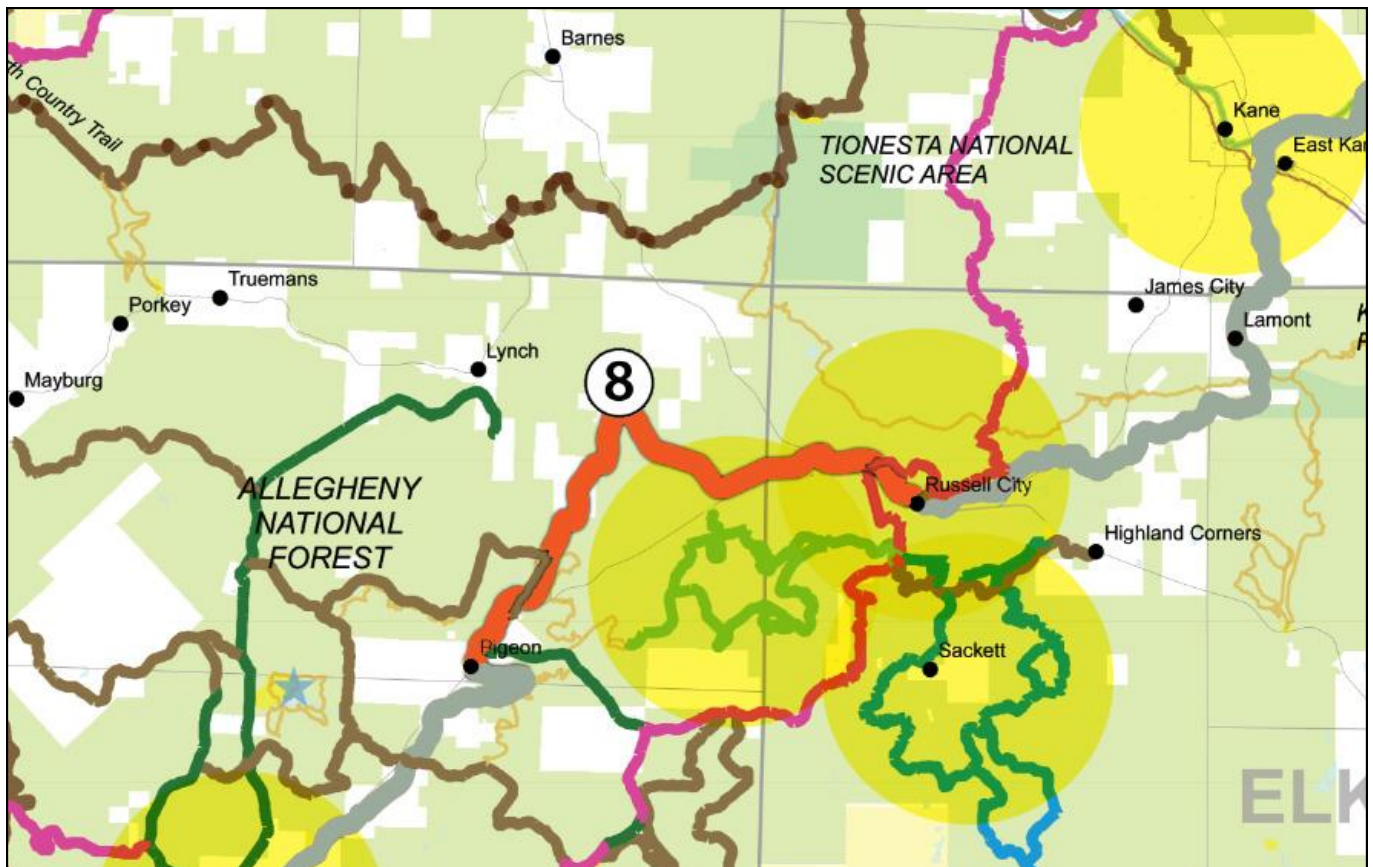 Barnes
rth Country Trail
Kane
TIONESTA NATIONAL
SCENIC AREA
East Ka
Truemans
Porkey
James City
Lamont
Lynch
Mayburg
8
ALLEGHENY
NATIONAL
FOREST
Russell City
Highland Corners
Pigeon
Sackett
ELK